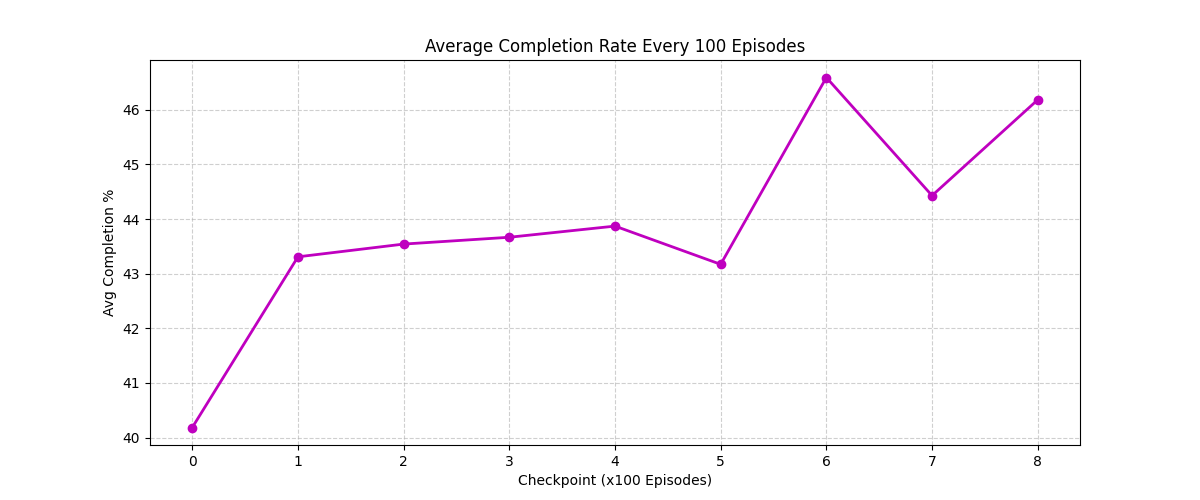 Average Completion Rate Every 100 Episodes
Avg Completion %
46
45
44
43
42
41
40
0 1 2 3 4 5 6 7 8
Checkpoint (x100 Episodes)